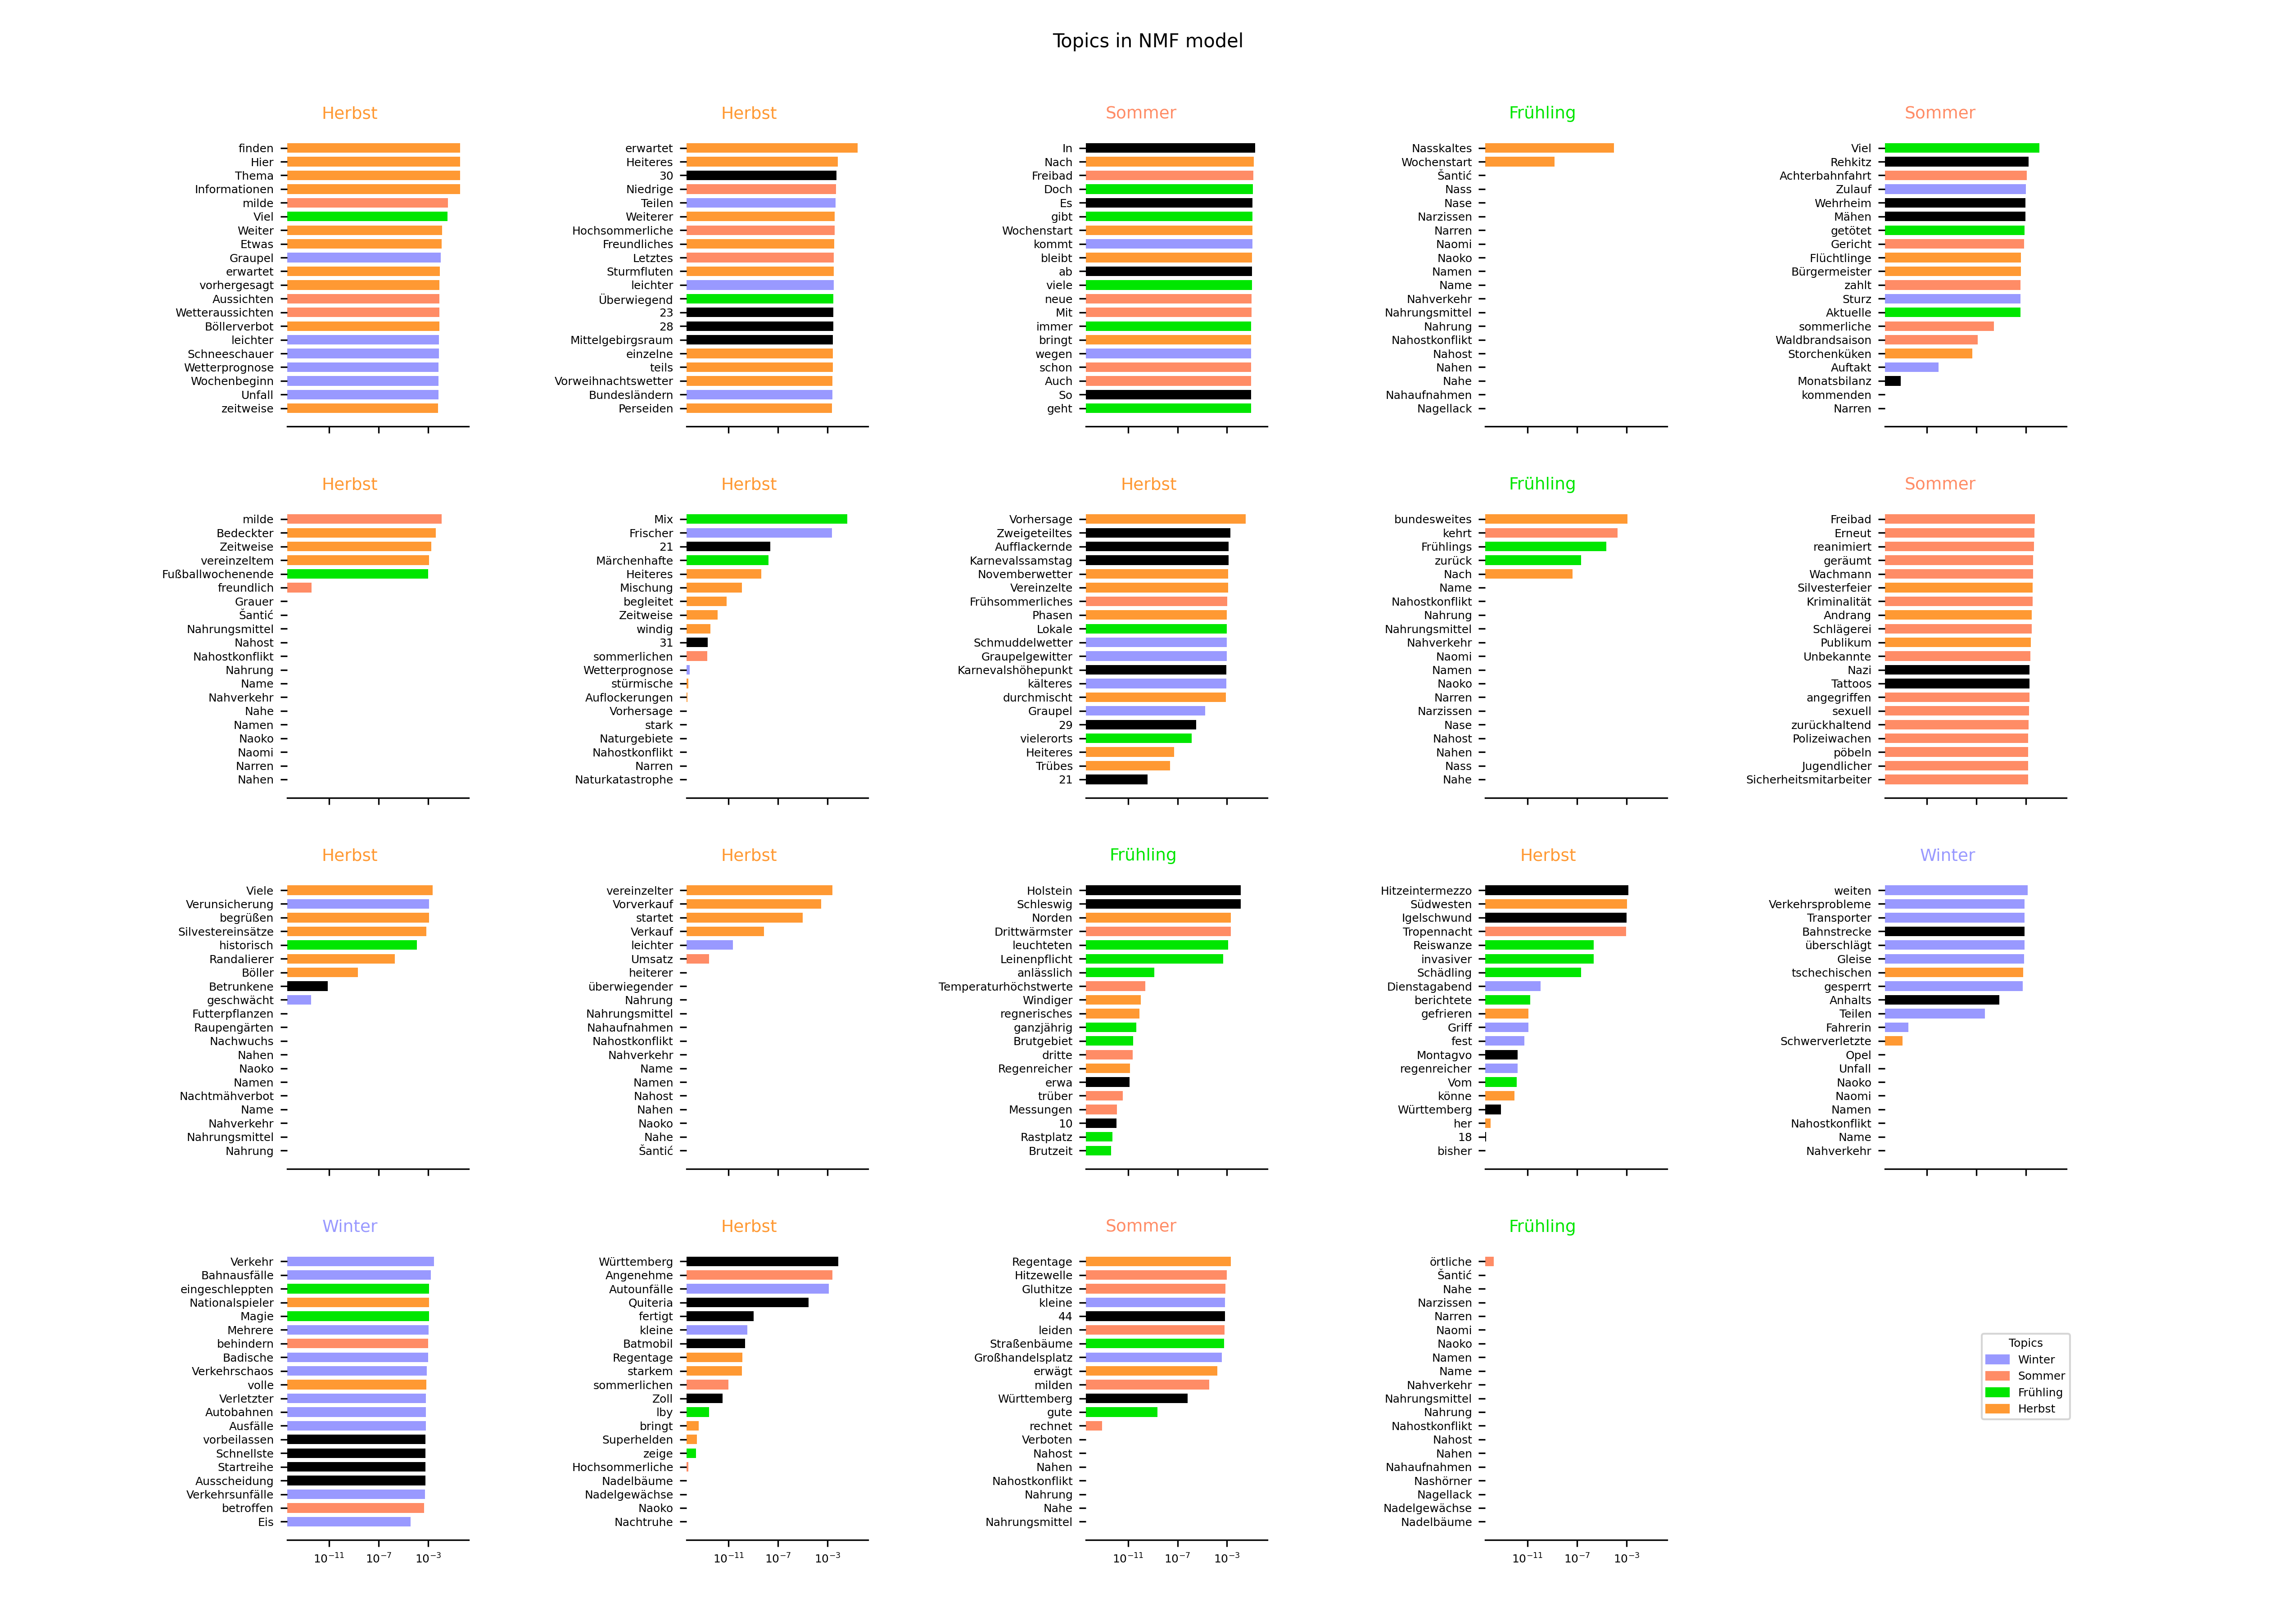 Topics in NMF model
Herbst
finden
Hier
Thema
Informationen
milde
Viel
Weiter
Etwas
Graupel
erwartet
vorhergesagt
Aussichten
Wetteraussichten
Böllerverbot
leichter
Schneeschauer
Wetterprognose
Wochenbeginn
Unfall
zeitweise
Herbst
erwartet
Heiteres
30
Niedrige
Teilen
Weiterer
Hochsommerliche
Freundliches
Letztes
Sturmfluten
leichter
Überwiegend
23
28
Mittelgebirgsraum
einzelne
teils
Vorweihnachtswetter
Bundesländern
Perseiden
Sommer
In
Nach
Freibad
Doch
Es
gibt
Wochenstart
kommt
bleibt
ab
viele
neue
Mit
immer
bringt
wegen
schon
Auch
So
geht
Frühling
Nasskaltes
Wochenstart
Šantić
Nass
Nase
Narzissen
Narren
Naomi
Naoko
Namen
Name
Nahverkehr
Nahrungsmittel
Nahrung
Nahostkonflikt
Nahost
Nahen
Nahe
Nahaufnahmen
Nagellack
Sommer
Viel
Rehkitz
Achterbahnfahrt
Zulauf
Wehrheim
Mähen
getötet
Gericht
Flüchtlinge
Bürgermeister
zahlt
Sturz
Aktuelle
sommerliche
Waldbrandsaison
Storchenküken
Auftakt
Monatsbilanz
kommenden
Narren
Herbst
milde
Bedeckter
Zeitweise
vereinzeltem
Fußballwochenende
freundlich
Grauer
Šantić
Nahrungsmittel
Nahost
Nahostkonflikt
Nahrung
Name
Nahverkehr
Nahe
Namen
Naoko
Naomi
Narren
Nahen
Herbst
Mix
Frischer
21
Märchenhafte
Heiteres
Mischung
begleitet
Zeitweise
windig
31
sommerlichen
Wetterprognose
stürmische
Auflockerungen
Vorhersage
stark
Naturgebiete
Nahostkonflikt
Narren
Naturkatastrophe
Herbst
Vorhersage
Zweigeteiltes
Aufflackernde
Karnevalssamstag
Novemberwetter
Vereinzelte
Frühsommerliches
Phasen
Lokale
Schmuddelwetter
Graupelgewitter
Karnevalshöhepunkt
kälteres
durchmischt
Graupel
29
vielerorts
Heiteres
Trübes
21
Frühling
bundesweites
kehrt
Frühlings
zurück
Nach
Name
Nahostkonflikt
Nahrung
Nahrungsmittel
Nahverkehr
Naomi
Namen
Naoko
Narren
Narzissen
Nase
Nahost
Nahen
Nass
Nahe
Sommer
Freibad
Erneut
reanimiert
geräumt
Wachmann
Silvesterfeier
Kriminalität
Andrang
Schlägerei
Publikum
Unbekannte
Nazi
Tattoos
angegriffen
sexuell
zurückhaltend
Polizeiwachen
pöbeln
Jugendlicher
Sicherheitsmitarbeiter
Herbst
Viele
Verunsicherung
begrüßen
Silvestereinsätze
historisch
Randalierer
Böller
Betrunkene
geschwächt
Futterpflanzen
Raupengärten
Nachwuchs
Nahen
Naoko
Namen
Nachtmähverbot
Name
Nahverkehr
Nahrungsmittel
Nahrung
Herbst
vereinzelter
Vorverkauf
startet
Verkauf
leichter
Umsatz
heiterer
überwiegender
Nahrung
Nahrungsmittel
Nahaufnahmen
Nahostkonflikt
Nahverkehr
Name
Namen
Nahost
Nahen
Naoko
Nahe
Šantić
Frühling
Holstein
Schleswig
Norden
Drittwärmster
leuchteten
Leinenpflicht
anlässlich
Temperaturhöchstwerte
Windiger
regnerisches
ganzjährig
Brutgebiet
dritte
Regenreicher
erwa
trüber
Messungen
10
Rastplatz
Brutzeit
Herbst
Hitzeintermezzo
Südwesten
Igelschwund
Tropennacht
Reiswanze
invasiver
Schädling
Dienstagabend
berichtete
gefrieren
Griff
fest
Montagvo
regenreicher
Vom
könne
Württemberg
her
18
bisher
Winter
weiten
Verkehrsprobleme
Transporter
Bahnstrecke
überschlägt
Gleise
tschechischen
gesperrt
Anhalts
Teilen
Fahrerin
Schwerverletzte
Opel
Unfall
Naoko
Naomi
Namen
Nahostkonflikt
Name
Nahverkehr
Winter
Verkehr
Bahnausfälle
eingeschleppten
Nationalspieler
Magie
Mehrere
behindern
Badische
Verkehrschaos
volle
Verletzter
Autobahnen
Ausfälle
vorbeilassen
Schnellste
Startreihe
Ausscheidung
Verkehrsunfälle
betroffen
Eis
10⁻¹¹ 10⁻⁷ 10⁻³
Herbst
Württemberg
Angenehme
Autounfälle
Quiteria
fertigt
kleine
Batmobil
Regentage
starkem
sommerlichen
Zoll
lby
bringt
Superhelden
zeige
Hochsommerliche
Nadelbäume
Nadelgewächse
Naoko
Nachtruhe
10⁻¹¹ 10⁻⁷ 10⁻³
Sommer
Regentage
Hitzewelle
Gluthitze
kleine
44
leiden
Straßenbäume
Großhandelsplatz
erwägt
milden
Württemberg
gute
rechnet
Verboten
Nahost
Nahen
Nahostkonflikt
Nahrung
Nahe
Nahrungsmittel
10⁻¹¹ 10⁻⁷ 10⁻³
Frühling
örtliche
Šantić
Nahe
Narzissen
Narren
Naomi
Naoko
Namen
Name
Nahverkehr
Nahrungsmittel
Nahrung
Nahostkonflikt
Nahost
Nahen
Nahaufnahmen
Nashörner
Nagellack
Nadelgewächse
Nadelbäume
10⁻¹¹ 10⁻⁷ 10⁻³
Topics
Winter
Sommer
Frühling
Herbst